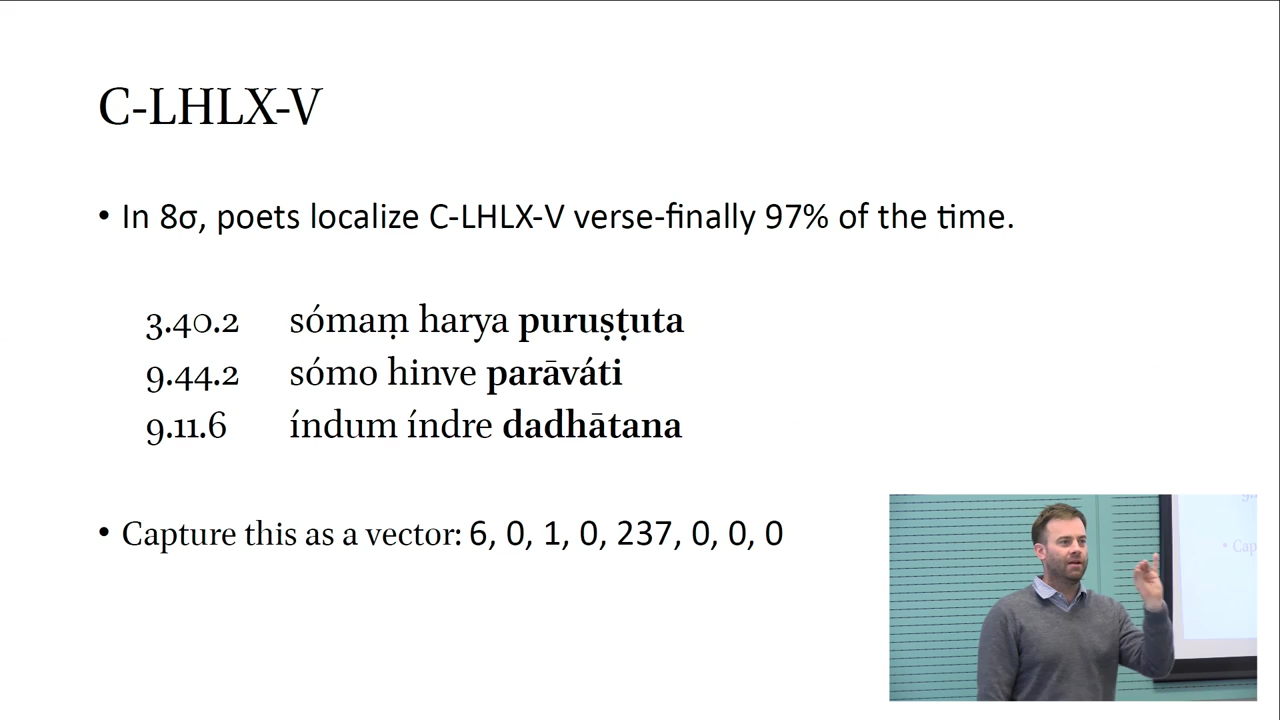 C-LHLX-V
• In 8σ, poets localize C-LHLX-V verse-finally 97% of the time.
3.40.2 sómaṃ harya puruṣṭuta
9.44.2 sómo hinve parāváti
9.11.6 índum índre dadhātana
• Capture this as a vector: 6, 0, 1, 0, 237, 0, 0, 0
• Cap